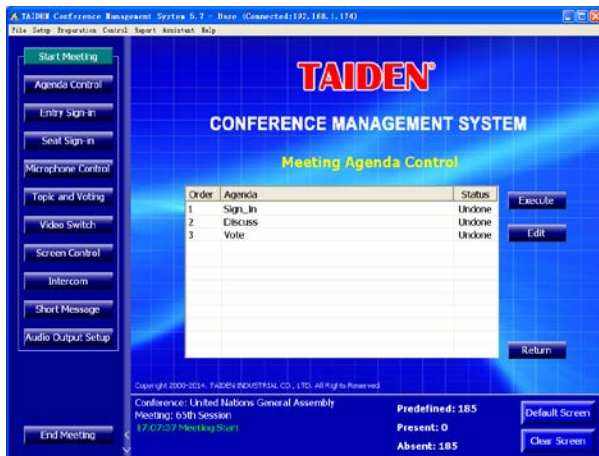 TAIDEN Conference Management System 5.7 - Base (Connected:192.168.1.174)
File Setup Preparation Control Report Assistant Help
Start Meeting
Agenda Control
Entry Sign-in
Seat Sign-in
Microphone Control
Topic and Voting
Video Switch
Screen Control
Intercom
Short Message
Audio Output Setup
End Meeting
TAIDEN®
CONFERENCE MANAGEMENT SYSTEM
Meeting Agenda Control
Order Agenda Status
1 Sign_In Undone
2 Discuss Undone
3 Vote Undone
Execute
Edit
Return
Copyright 2000-2014. TAIDEN INDUSTRIAL CO., LTD. All Rights Reserved
Conference: United Nations General Assembly
Meeting: 65th Session
17:07:37 Meeting Start
Predefined: 185
Present: 0
Absent: 185
Default Screen
Clear Screen